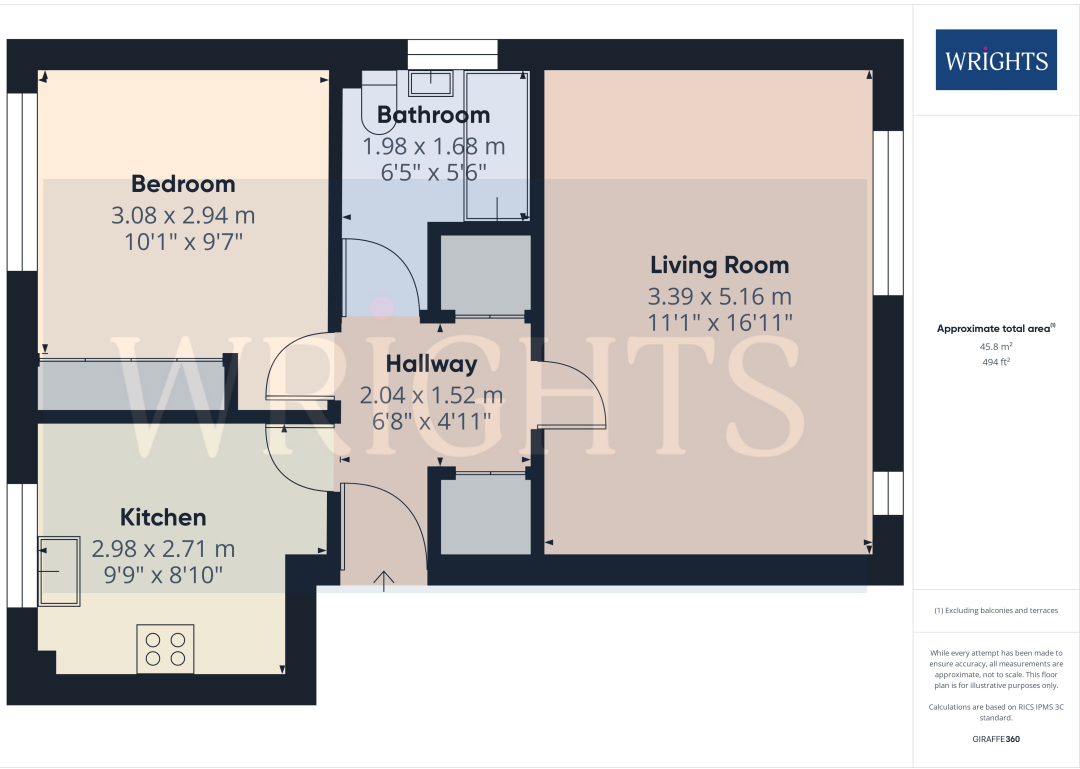 Bedroom
3.08 x 2.94 m
10'1" x 9'7"
Bathroom
1.98 x 1.68 m
6'5" x 5'6"
Living Room
3.39 x 5.16 m
11'1" x 16'11"
Hallway
2.04 x 1.52 m
6'8" x 4'11"
Kitchen
2.98 x 2.71 m
9'9" x 8'10"
WRiGHTS
WRiGHTS
Approximate total area(1)
45.8 m²
494 ft²
(1) Excluding balconies and terraces
While every attempt has been made to
ensure accuracy, all measurements are
approximate, not to scale. This floor
plan is for illustrative purposes only.
Calculations are based on RICS IPMS 3C
standard.
GIRAFFE360